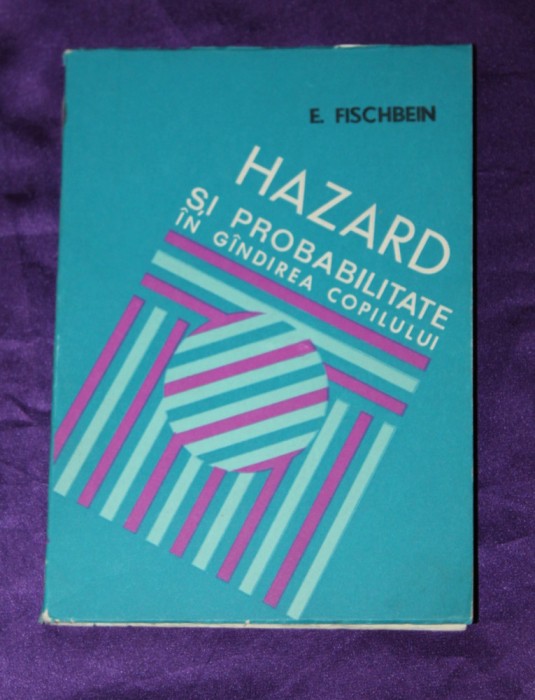 E. FISCHBEIN
HAZARD
ȘI PROBABILITATE
ÎN GÎNDIREA COPILULUI